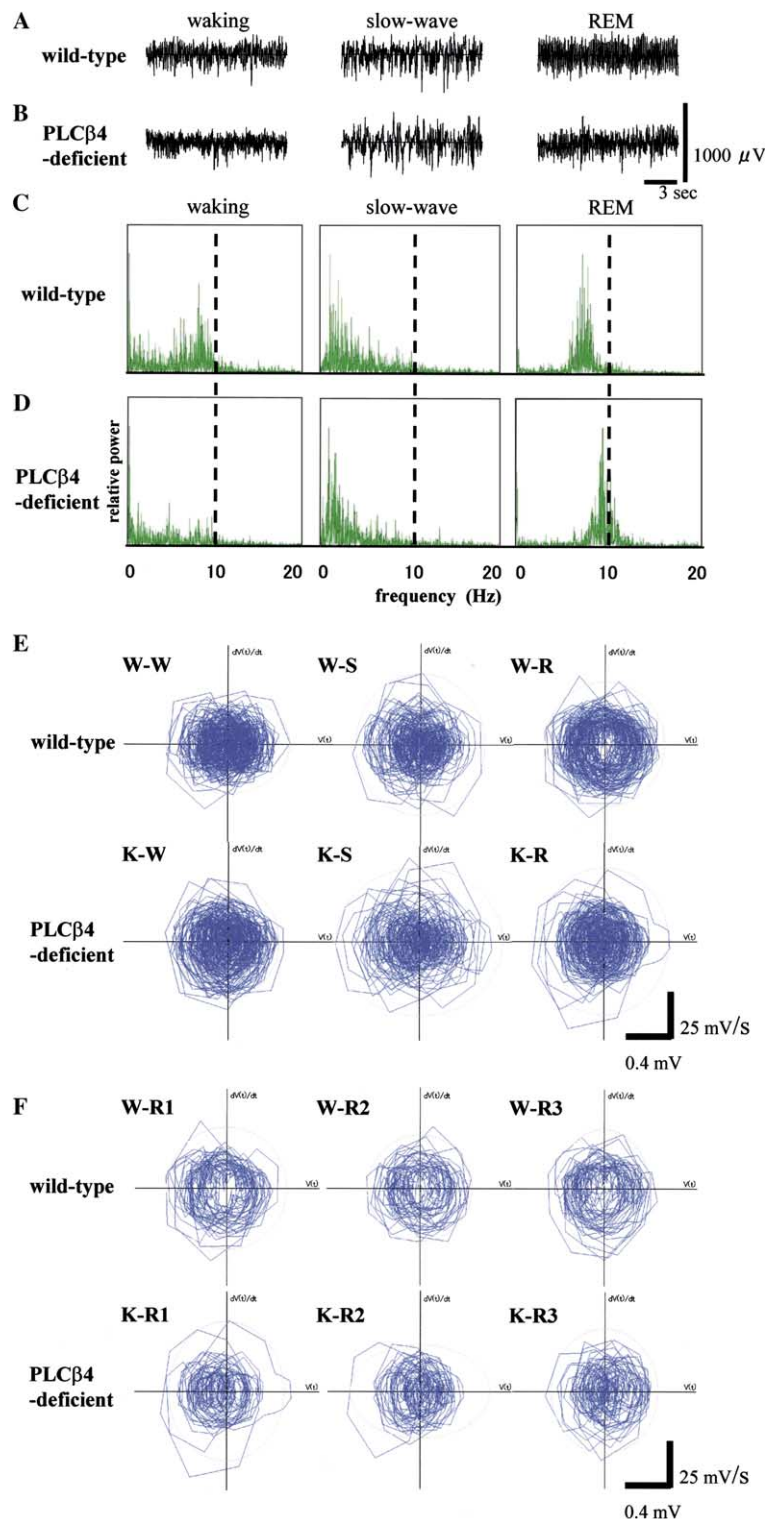 A
waking slow-wave REM
wild-type
B
PLCβ4
-deficient
1000 μV
3 sec
C
waking slow-wave REM
wild-type
D
PLCβ4
-deficient
relative power
0 10 20 0 10 20 0 10 20
frequency (Hz)
E
dV(t)/dt dV(t)/dt dV(t)/dt
W-W W-S W-R
wild-type
V(t) V(t) V(t)
dV(t)/dt dV(t)/dt dV(t)/dt
K-W K-S K-R
PLCβ4
-deficient
V(t) V(t) V(t)
25 mV/s
0.4 mV
F
dV(t)/dt dV(t)/dt dV(t)/dt
W-R1 W-R2 W-R3
wild-type
V(t) V(t) V(t)
dV(t)/dt dV(t)/dt dV(t)/dt
K-R1 K-R2 K-R3
PLCβ4
-deficient
V(t) V(t) V(t)
25 mV/s
0.4 mV